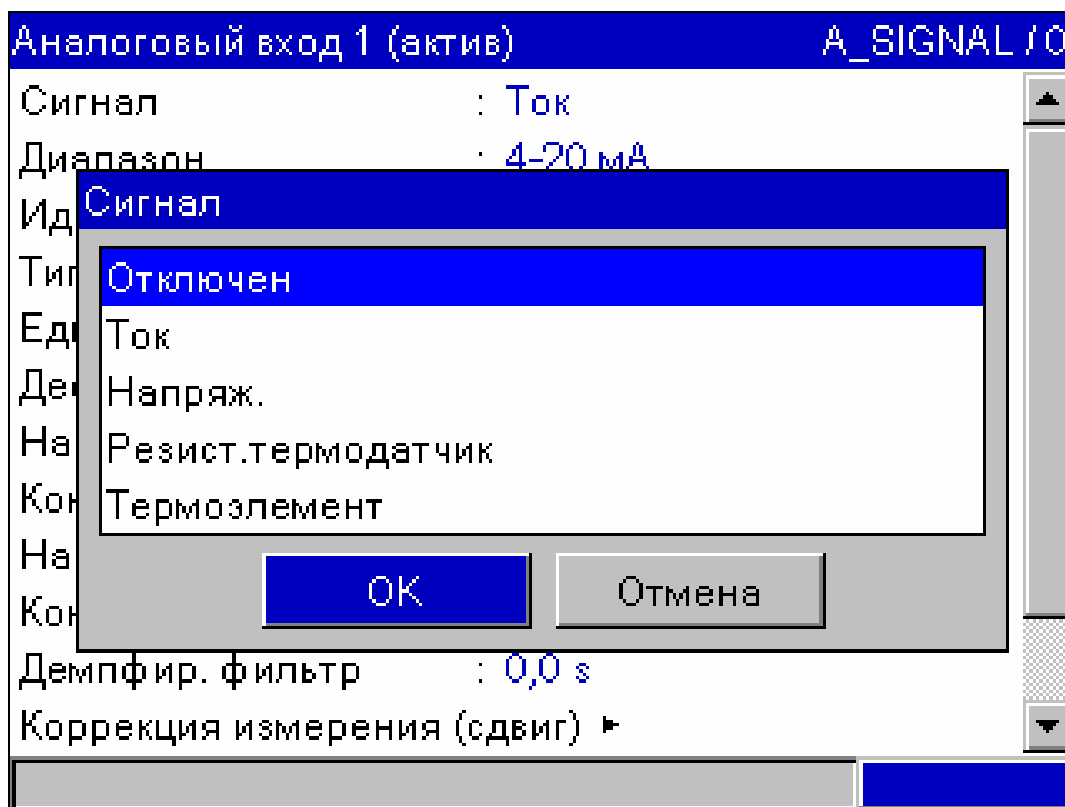 Аналоговый вход 1 (актив) A_SIGNAL / 0
Сигнал : Ток
Диапазон : 4-20 мА
Сигнал
Отключен
Ток
Напряж.
Резист.термодатчик
Термоэлемент
OK Отмена
Демпфир. фильтр : 0,0 s
Коррекция измерения (сдвиг)